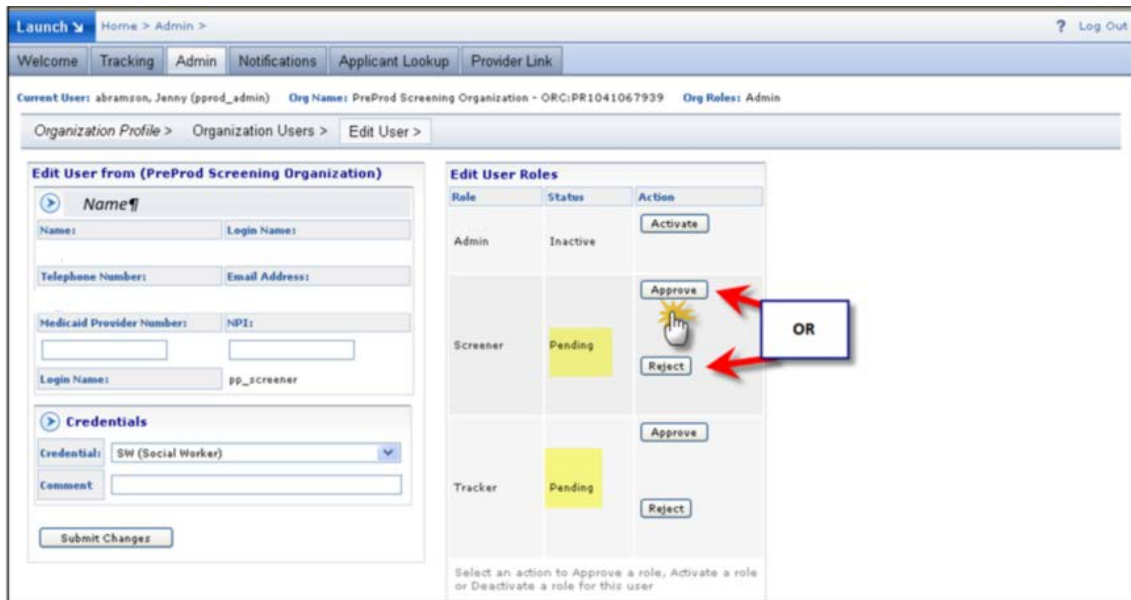 Launch Home > Admin > ? Log Out
Welcome Tracking Admin Notifications Applicant Lookup Provider Link
Current User: abramson, Jenny (pprod_admin) Org Name: PreProd Screening Organization - ORC:PR1041067939 Org Roles: Admin
Organization Profile > Organization Users > Edit User >
Edit User from (PreProd Screening Organization)
Name¶
Name: Login Name:
Telephone Number: Email Address:
Medicaid Provider Number: NPI:
Login Name: pp_screener
Credentials
Credential: SW (Social Worker)
Comment
Submit Changes
Edit User Roles
Role Status Action
Activate
Admin Inactive
Approve
OR
Screener Pending
Reject
Approve
Tracker Pending
Reject
Select an action to Approve a role, Activate a role
or Deactivate a role for this user